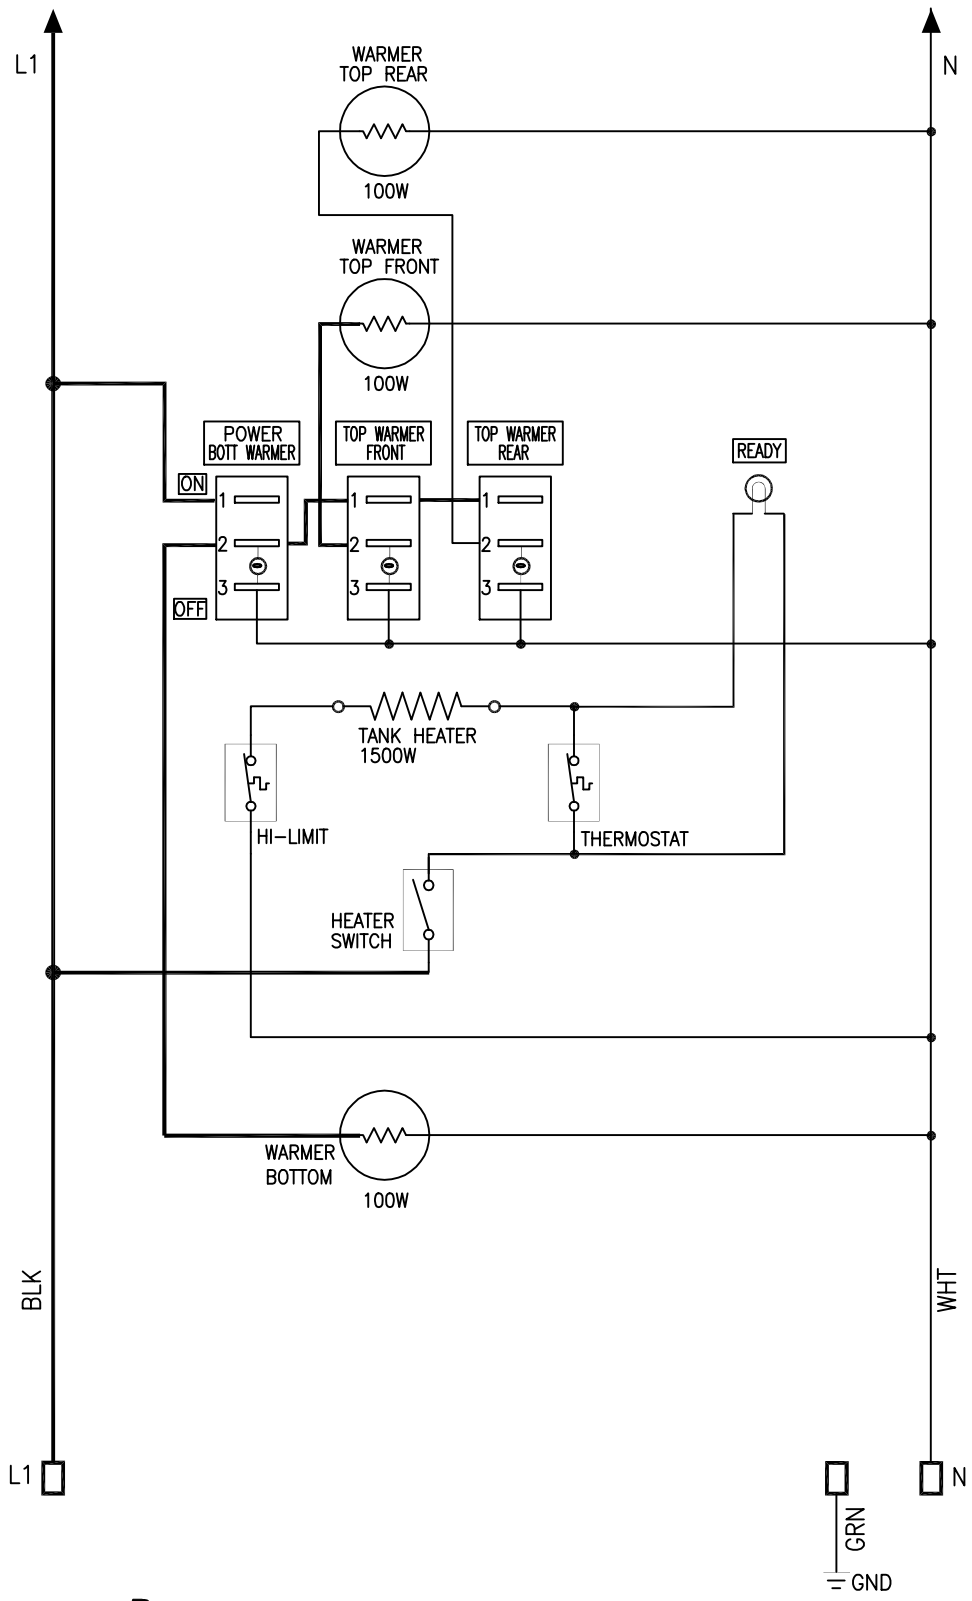 L1
N
WARMER
TOP REAR
100W
WARMER
TOP FRONT
100W
POWER
BOTT WARMER
TOP WARMER
FRONT
TOP WARMER
REAR
READY
ON
1
1
1
2
2
2
3
3
3
OFF
TANK HEATER
1500W
HI-LIMIT
THERMOSTAT
HEATER
SWITCH
WARMER
BOTTOM
100W
BLK
WHT
L1
N
GRN
GND